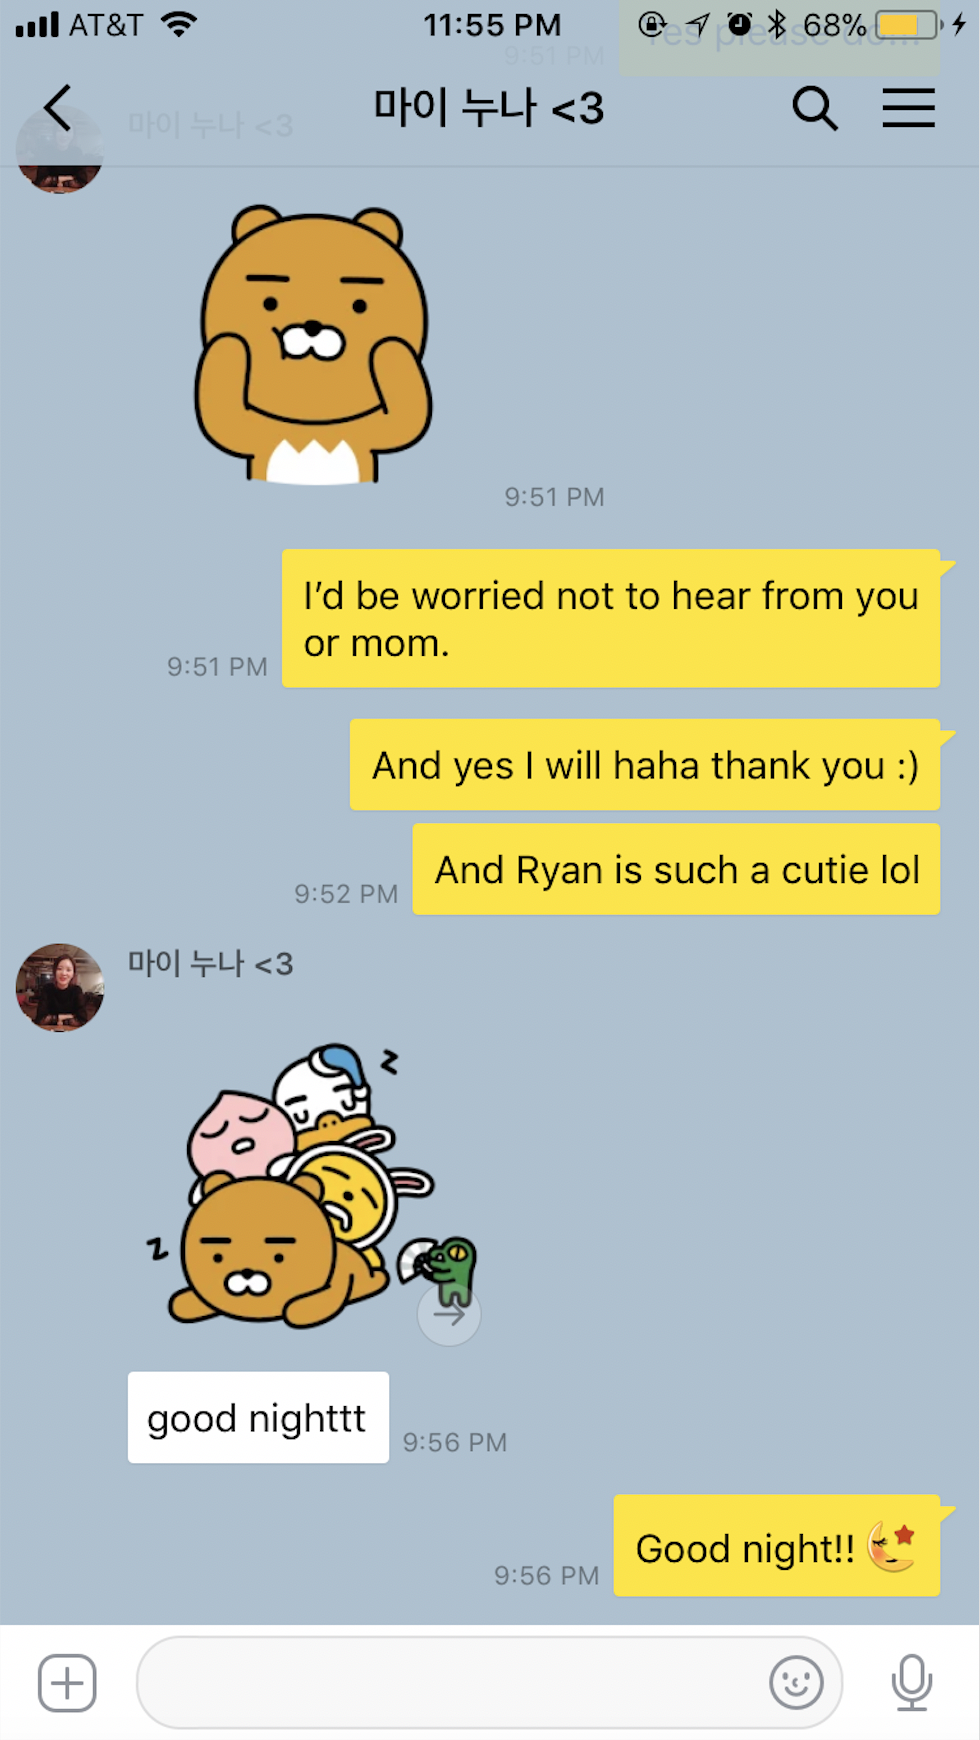 AT&T
11:55 PM
68%
Yes please do...
9:51 PM
마이 누나 <3
마이 누나 <3
9:51 PM
I'd be worried not to hear from you
or mom.
9:51 PM
And yes I will haha thank you :)
And Ryan is such a cutie lol
9:52 PM
마이 누나 <3
z
z
good nighttt
9:56 PM
Good night!!
9:56 PM